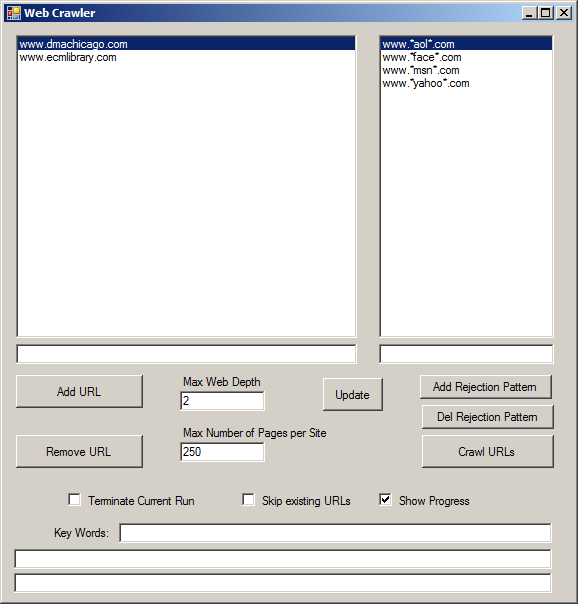 Web Crawler
www.dmachicago.com
www.ecmlibrary.com
www.*aol*.com
www.*face*.com
www.*msn*.com
www.*yahoo*.com
Add URL
Max Web Depth
2
Update
Add Rejection Pattern
Del Rejection Pattern
Remove URL
Max Number of Pages per Site
250
Crawl URLs
Terminate Current Run
Skip existing URLs
Show Progress
Key Words: